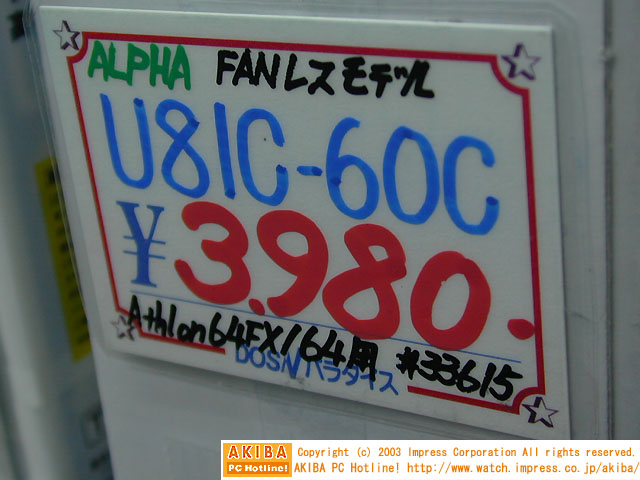 ALPHA FANレスモデル
U81C-60C
¥3,980.
Athlon64FX/64用 #33615
DOS/Vパラダイス
AKIBA PC Hotline!
Copyright (c) 2003 Impress Corporation All rights reserved.
AKIBA PC Hotline! http://www.watch.impress.co.jp/akiba/